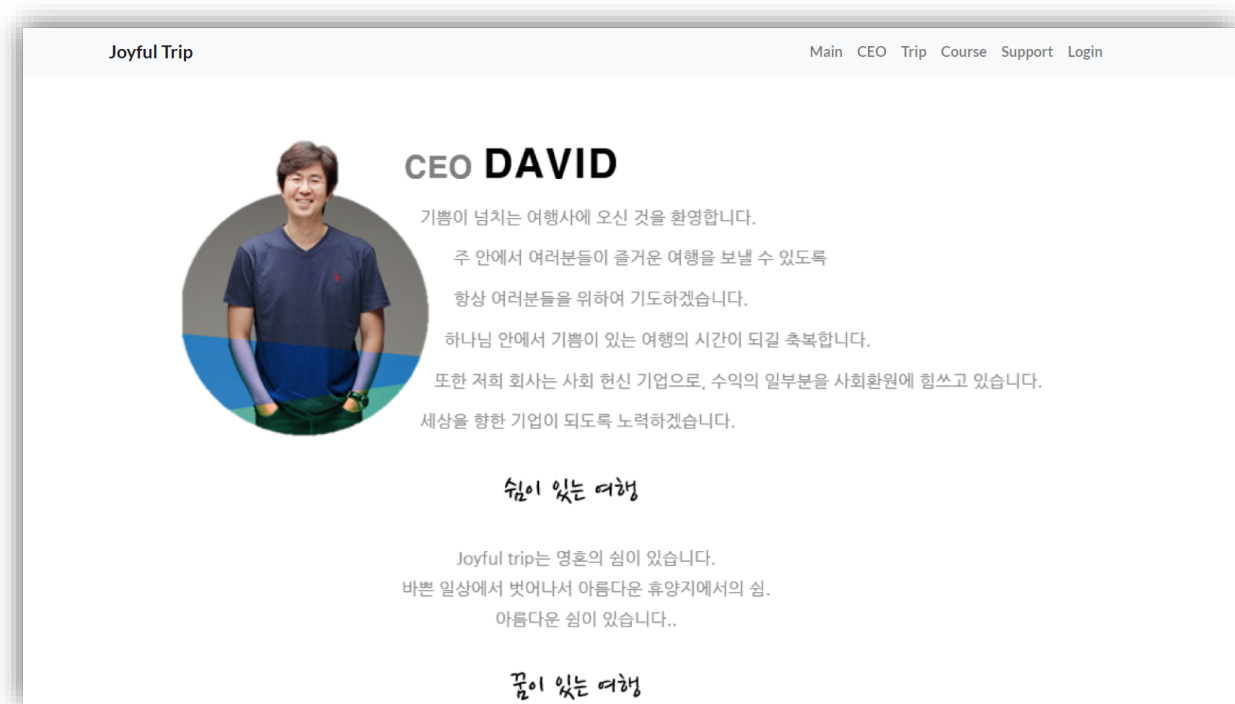 Joyful Trip
Main CEO Trip Course Support Login
CEO DAVID
기쁨이 넘치는 여행사에 오신 것을 환영합니다.
주 안에서 여러분들이 즐거운 여행을 보낼 수 있도록
항상 여러분들을 위하여 기도하겠습니다.
하나님 안에서 기쁨이 있는 여행의 시간이 되길 축복합니다.
또한 저희 회사는 사회 헌신 기업으로, 수익의 일부분을 사회환원에 힘쓰고 있습니다.
세상을 향한 기업이 되도록 노력하겠습니다.
쉼이 있는 여행
Joyful trip는 영혼의 쉼이 있습니다.
바쁜 일상에서 벗어나서 아름다운 휴양지에서의 쉼.
아름다운 쉼이 있습니다..
꿈이 있는 여행